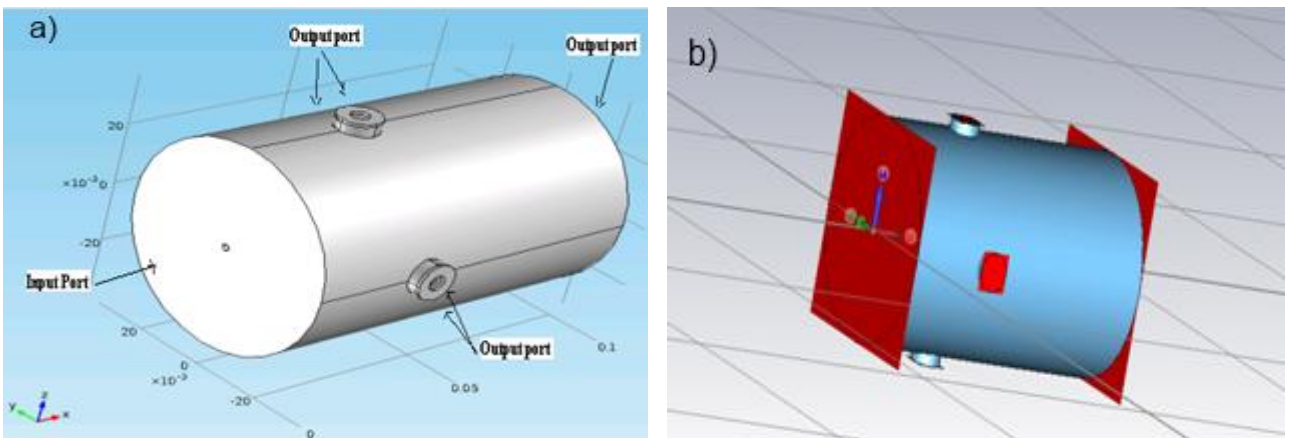 a)
Output port
Output port
20
×10⁻³ 0
-20
Input Port
20
0
×10⁻³
-20
0
0.05
0.1
Output port
y z x
b)